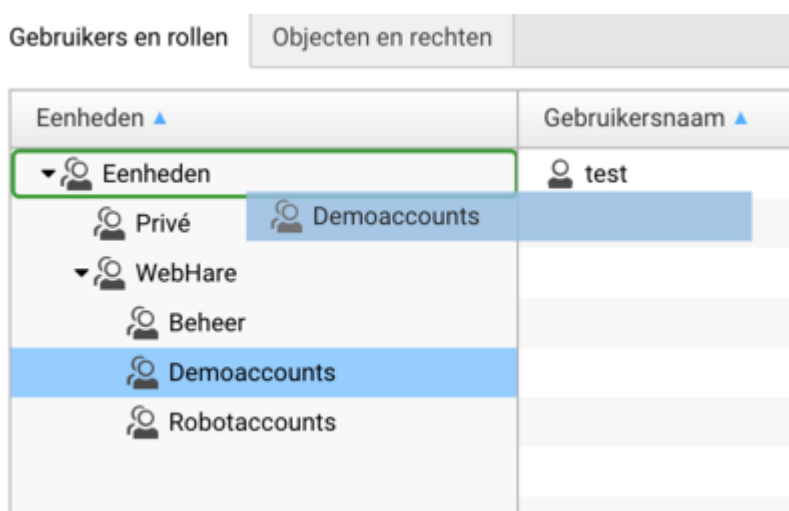 Gebruikers en rollen
Objecten en rechten
Eenheden
Gebruikersnaam
Eenheden
test
Privé
Demoaccounts
WebHare
Beheer
Demoaccounts
Robotaccounts